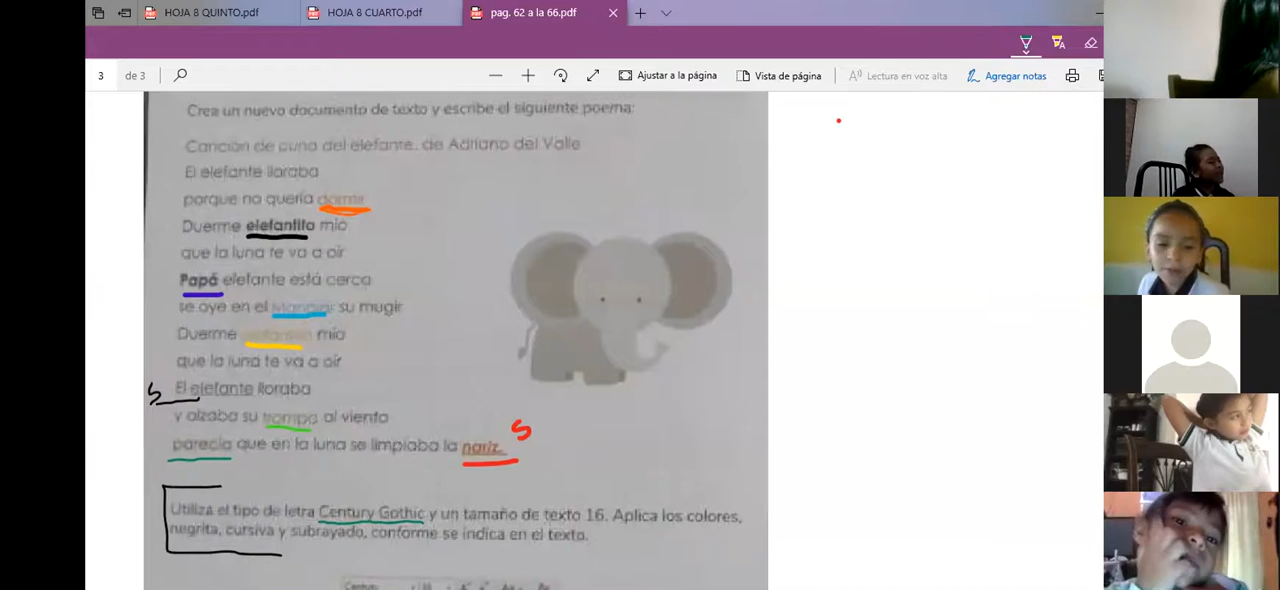 HOJA 8 QUINTO.pdf
HOJA 8 CUARTO.pdf
pag. 62 a la 66.pdf
3 de 3
Ajustar a la página
Vista de página
Lectura en voz alta
Agregar notas
Crea un nuevo documento de texto y escribe el siguiente poema:
Canción de cuna del elefante, de Adriano del Valle
El elefante lloraba
porque no quería dormir
Duerme elefantito mío
que la luna te va a oír
Papá elefante está cerca
se oye en el manglar su mugir
Duerme elefantito mío
que la luna te va a oír
S El elefante lloraba
y alzaba su trompa al viento
parecía que en la luna se limpiaba la nariz. S
Utiliza el tipo de letra Century Gothic y un tamaño de texto 16. Aplica los colores,
negrita, cursiva y subrayado, conforme se indica en el texto.